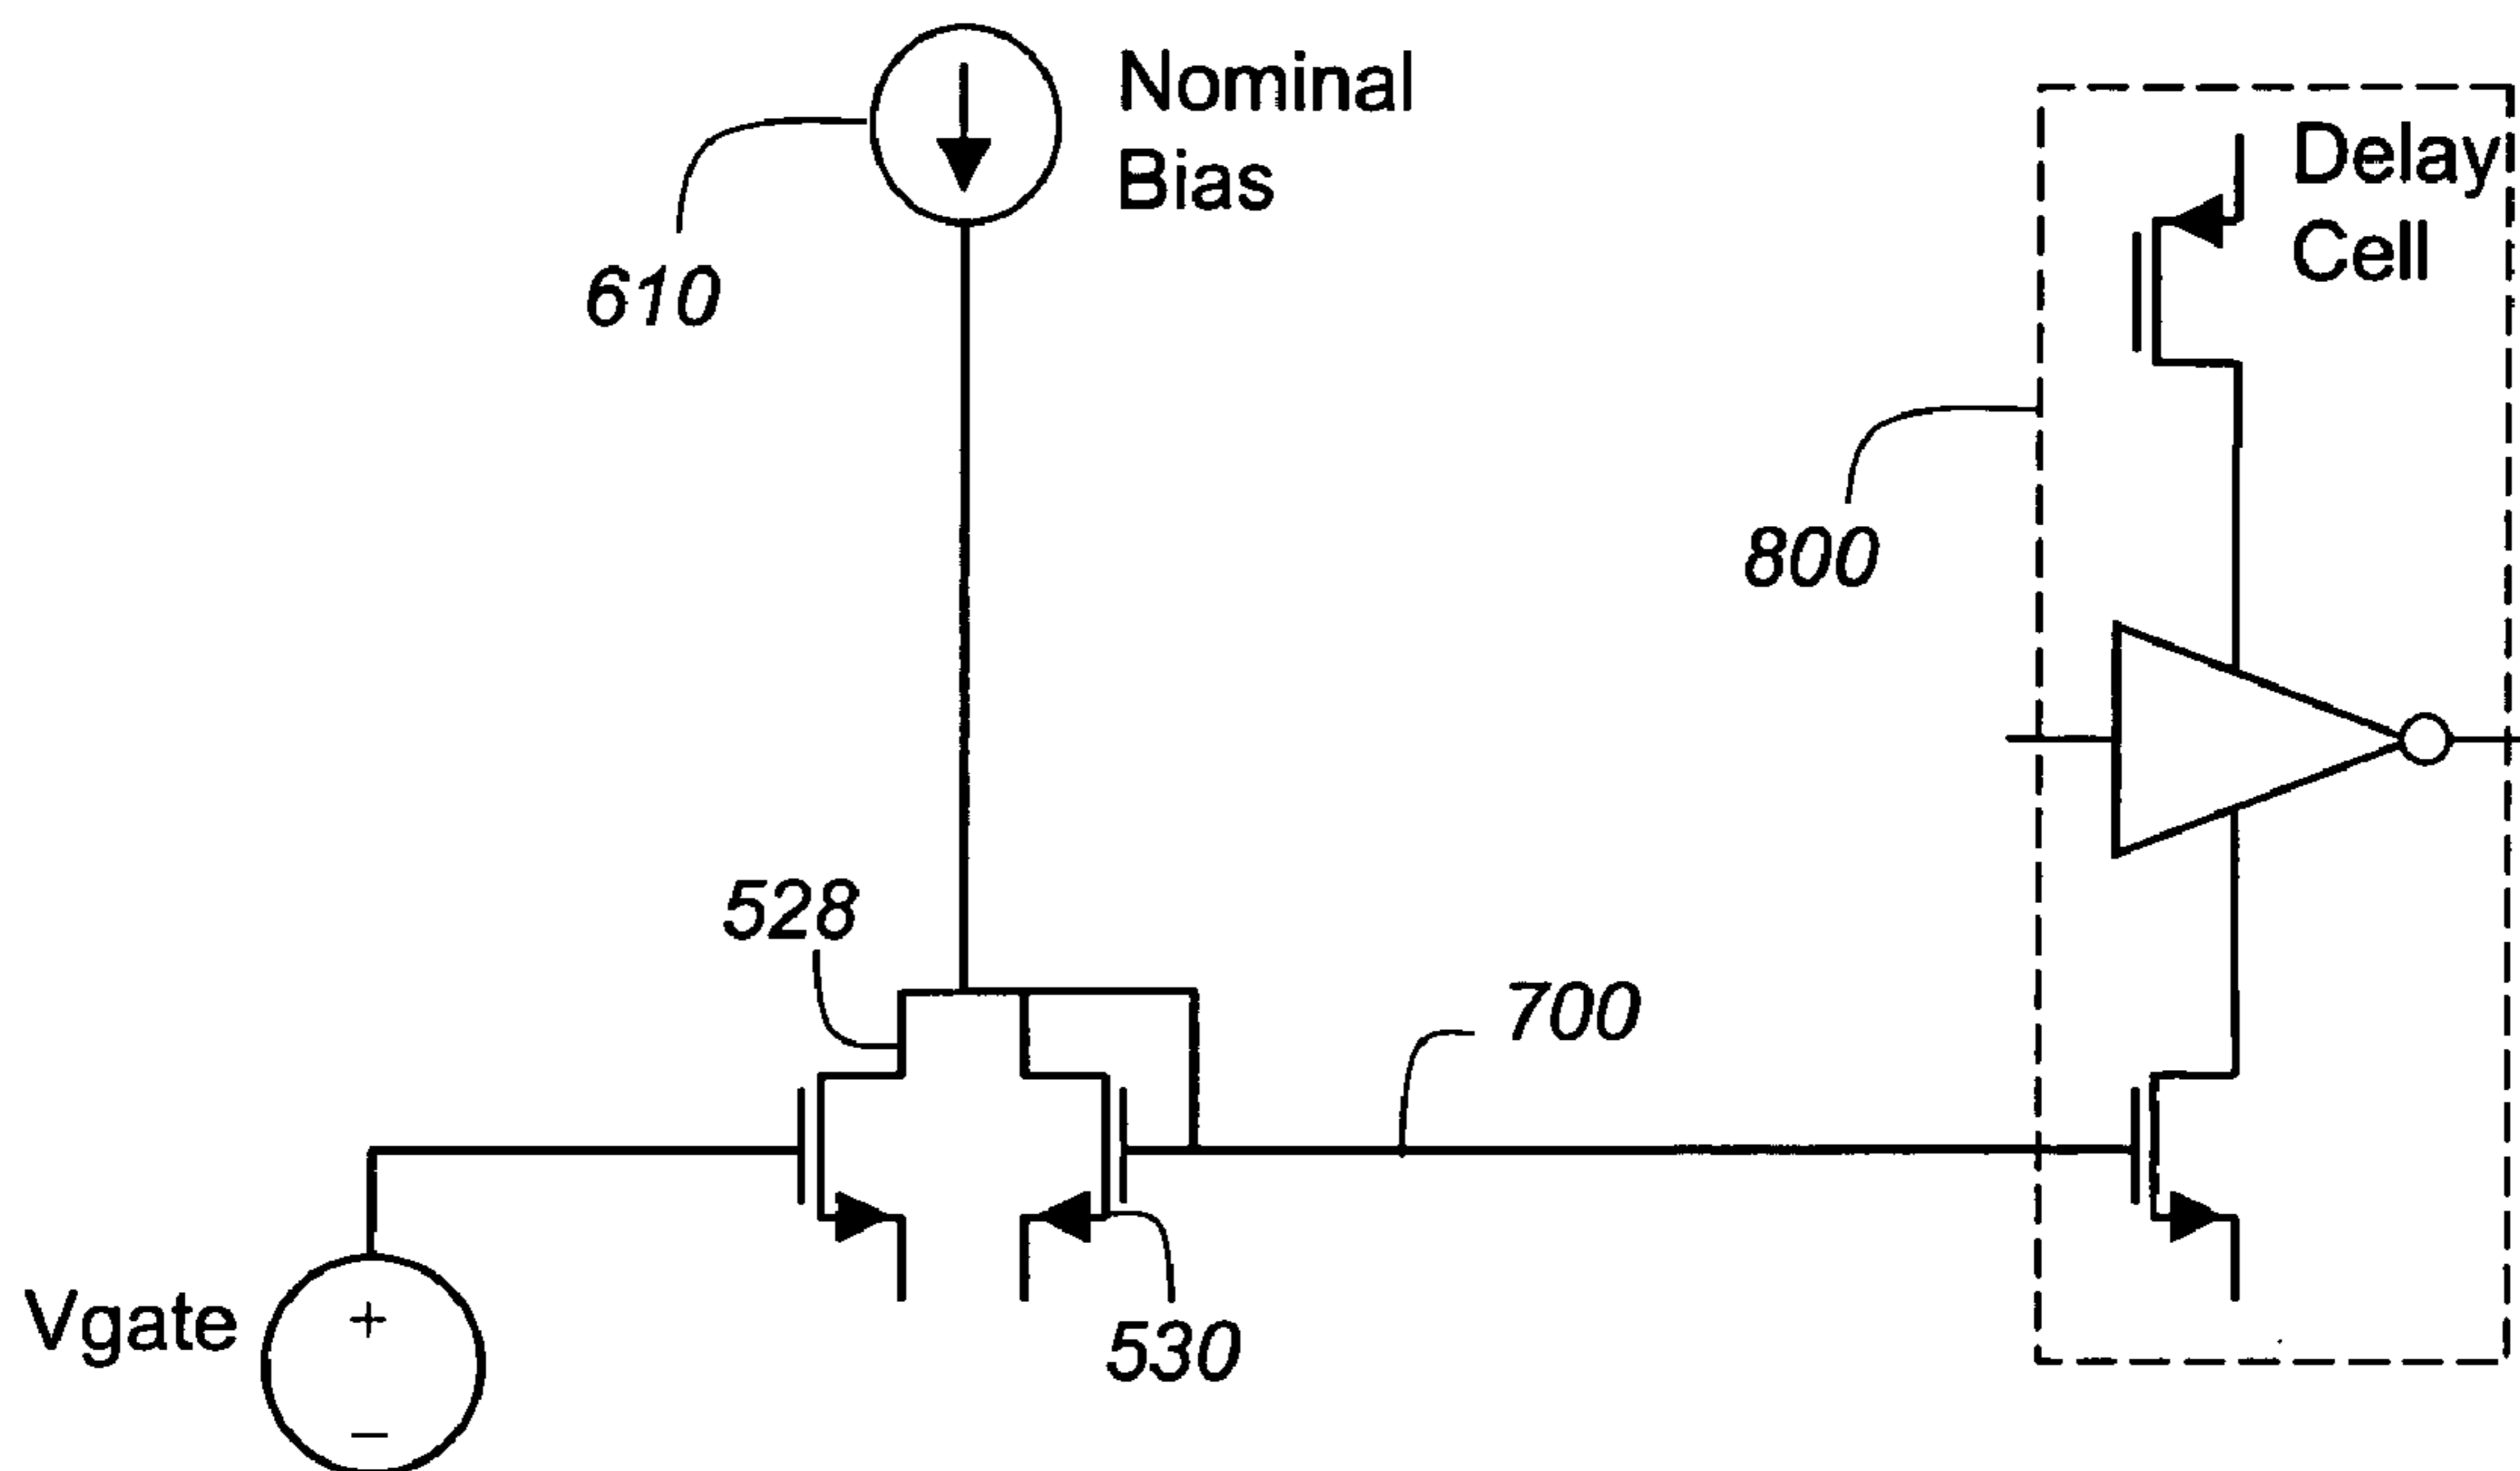 Nominal
Bias
610
Delay
Cell
800
528
700
Vgate
+
−
530